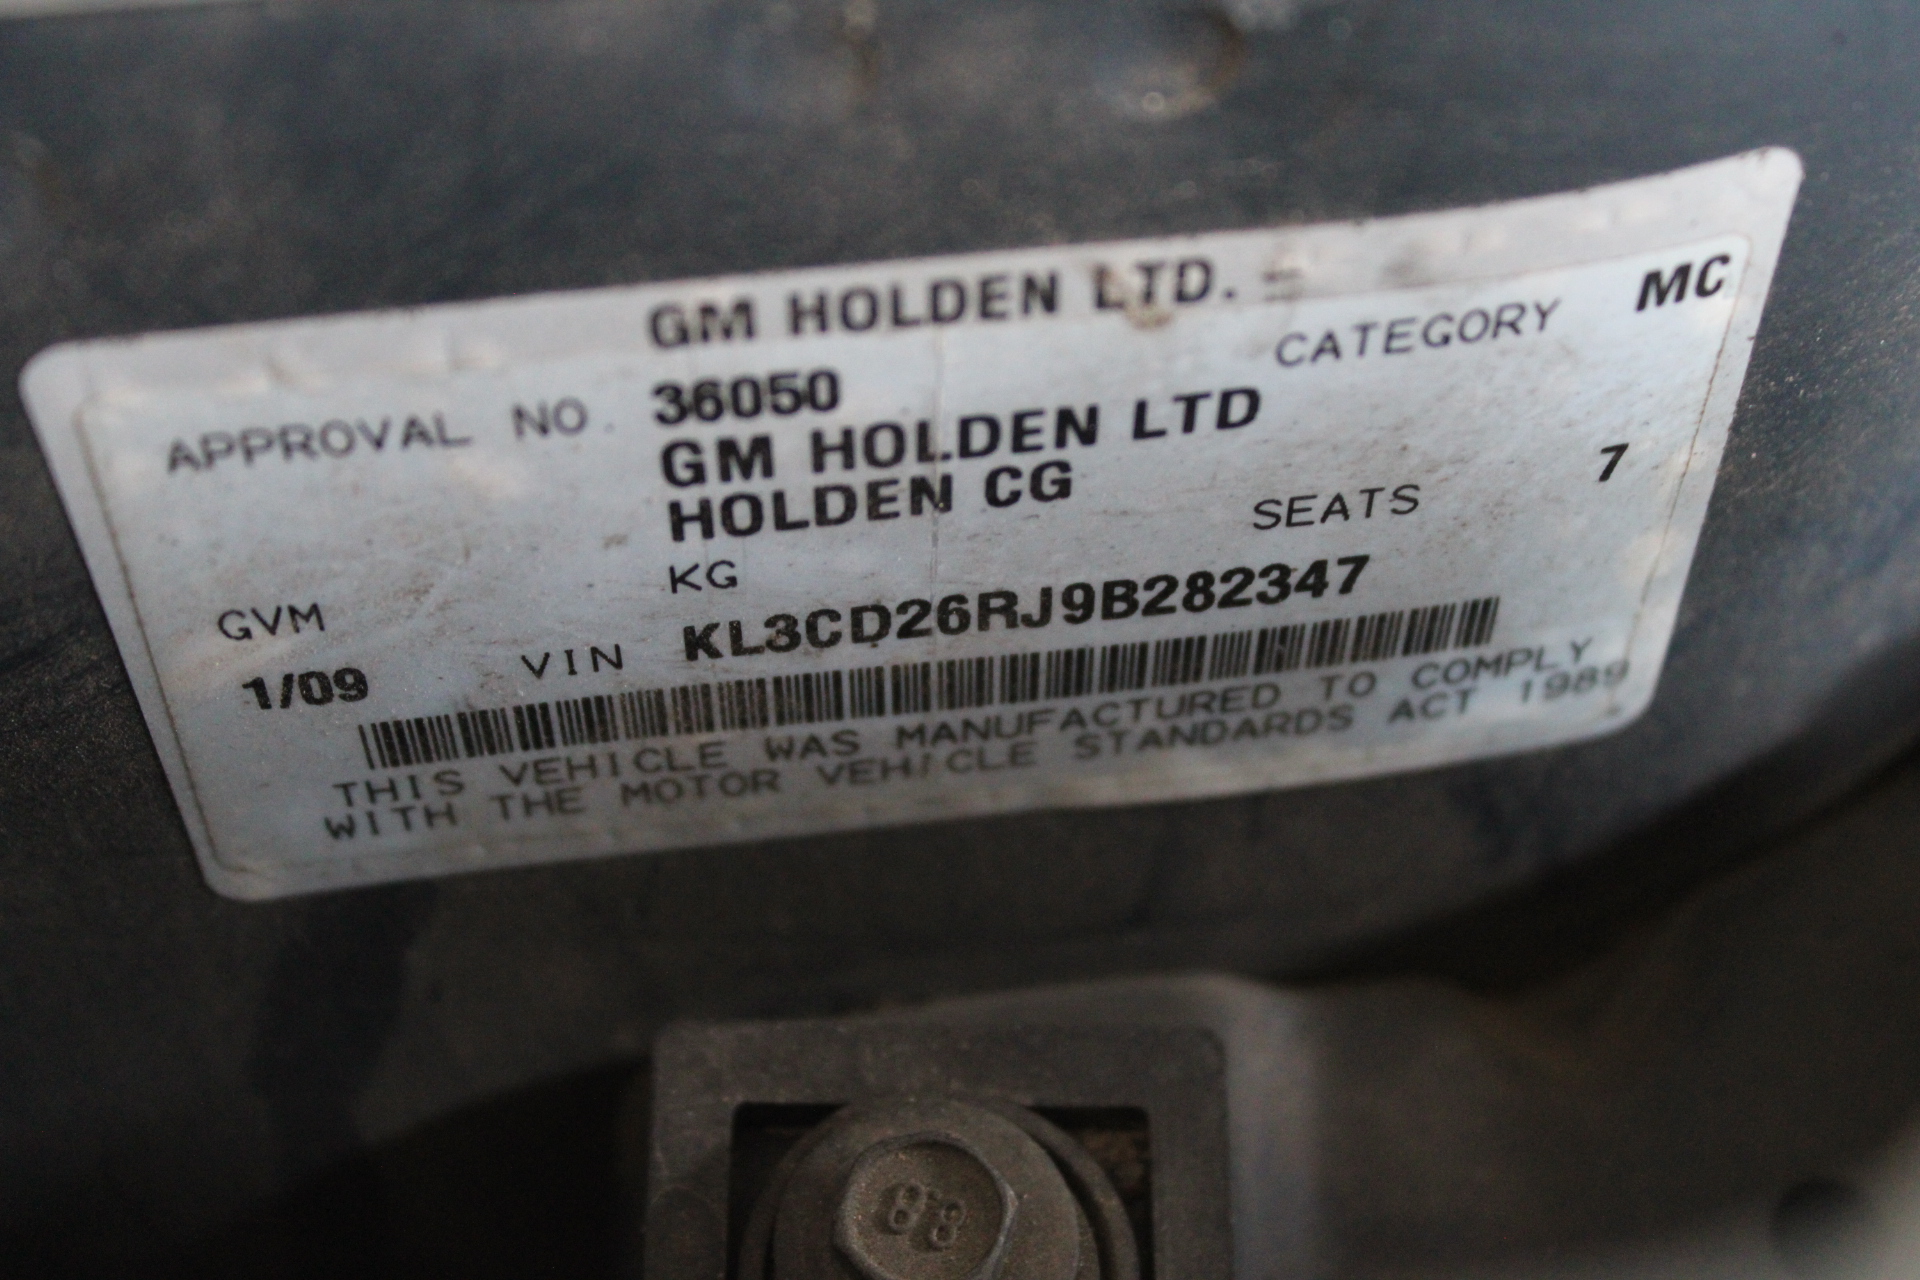 GM HOLDEN LTD.
APPROVAL NO. 36050 CATEGORY MC
GM HOLDEN LTD
HOLDEN CG SEATS 7
GVM KG
1/09 VIN KL3CD26RJ9B282347
THIS VEHICLE WAS MANUFACTURED TO COMPLY
WITH THE MOTOR VEHICLE STANDARDS ACT 1989
8.8